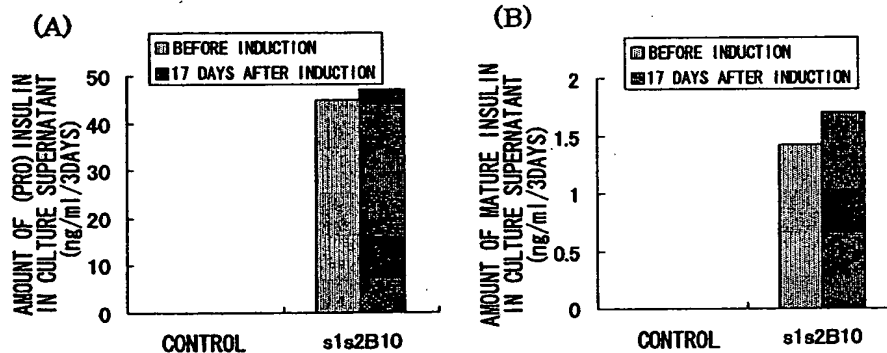 (A)
BEFORE INDUCTION
17 DAYS AFTER INDUCTION
AMOUNT OF (PRO)INSULIN
IN CULTURE SUPERNATANT
(ng/ml/3DAYS)
50
40
30
20
10
0
CONTROL
s1s2B10
(B)
BEFORE INDUCTION
17 DAYS AFTER INDUCTION
AMOUNT OF MATURE INSULIN
IN CULTURE SUPERNATANT
(ng/ml/3DAYS)
2
1.5
1
0.5
0
CONTROL
s1s2B10